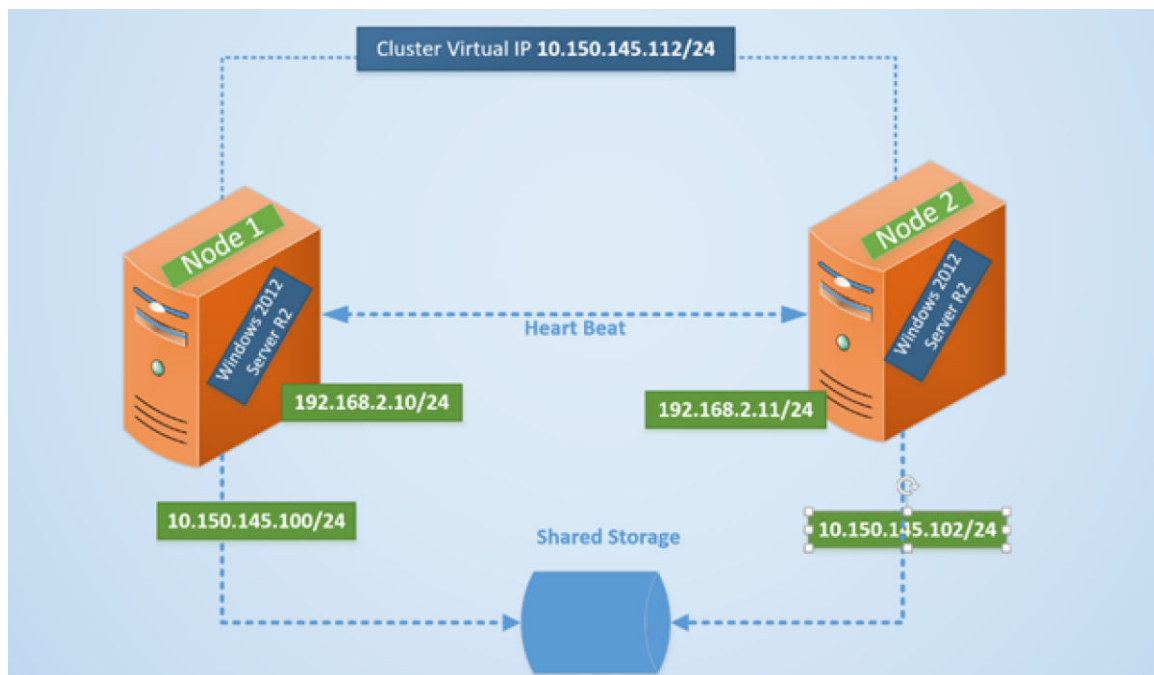 Cluster Virtual IP 10.150.145.112/24
Node 1
Node 2
Windows 2012
Server R2
Windows 2012
Server R2
Heart Beat
192.168.2.10/24
192.168.2.11/24
10.150.145.100/24
10.150.145.102/24
Shared Storage